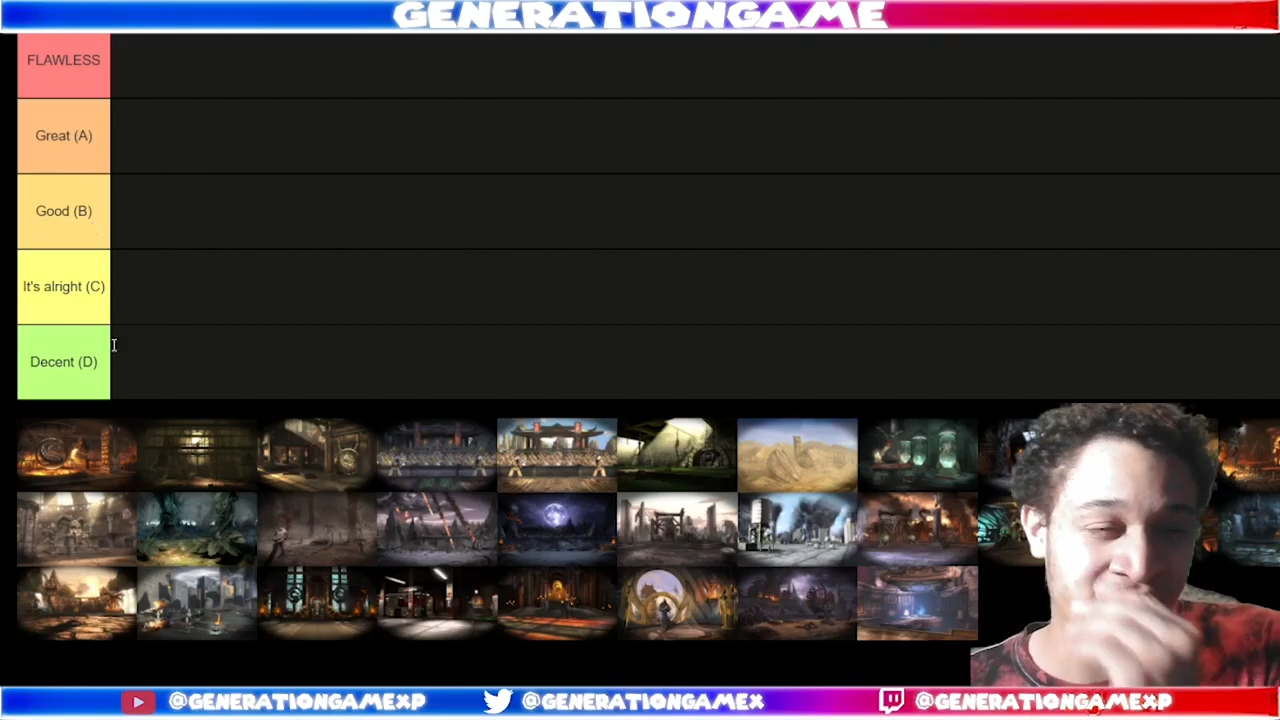 GENERATIONGAME
FLAWLESS
Great (A)
Good (B)
It's alright (C)
Decent (D)
@GENERATIONGAMEXP
@GENERATIONGAMEX
@GENERATIONGAMEXP